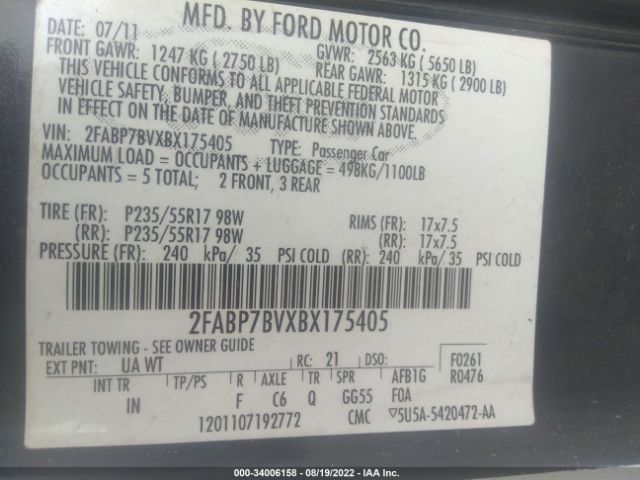 MFD. BY FORD MOTOR CO.
DATE: 07/11
FRONT GAWR: 1247 KG ( 2750 LB)
GVWR: 2563 KG ( 5650 LB)
REAR GAWR: 1315 KG ( 2900 LB)
THIS VEHICLE CONFORMS TO ALL APPLICABLE FEDERAL MOTOR
VEHICLE SAFETY, BUMPER, AND THEFT PREVENTION STANDARDS
IN EFFECT ON THE DATE OF MANUFACTURE SHOWN ABOVE.
VIN: 2FABP7BVXBX175405 TYPE: Passenger Car
MAXIMUM LOAD = OCCUPANTS + LUGGAGE = 498KG/1100LB
OCCUPANTS = 5 TOTAL; 2 FRONT, 3 REAR
TIRE (FR): P235/55R17 98W RIMS (FR): 17x7.5
(RR): P235/55R17 98W (RR): 17x7.5
PRESSURE (FR): 240 kPa/ 35 PSI COLD (RR): 240 kPa/ 35 PSI COLD
2FABP7BVXBX175405
TRAILER TOWING - SEE OWNER GUIDE
EXT PNT: UA WT RC: 21 DSO: F0261
INT TR TP/PS R AXLE TR SPR AFB1G R0476
IN F C6 Q GG55 F0A
1201107192772 CMC ▽5U5A-5420472-AA
000-34006158 - 08/19/2022 - IAA Inc.